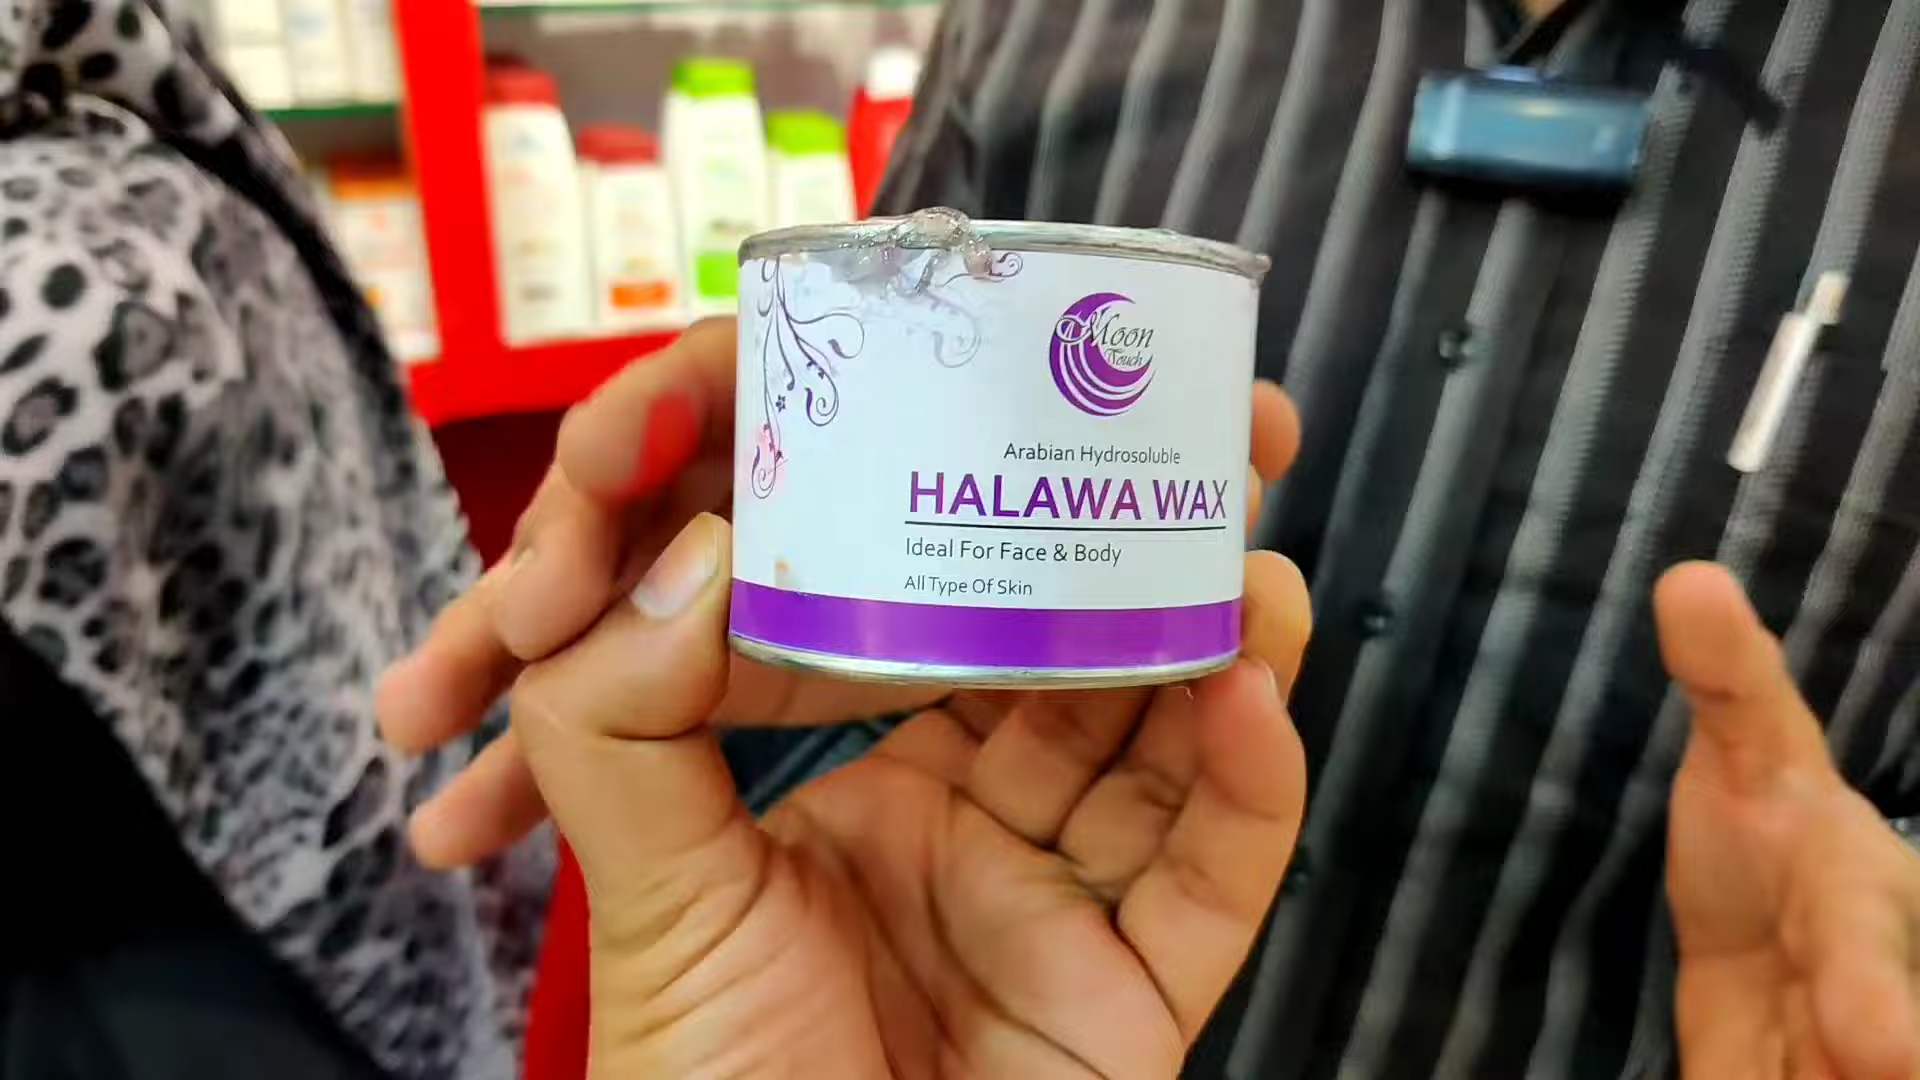 Moon
Touch
Arabian Hydrosoluble
HALAWA WAX
Ideal For Face & Body
All Type Of Skin